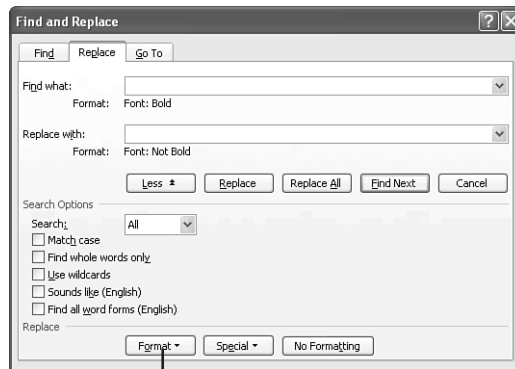 Find and Replace
Find Replace Go To
Find what:
Format: Font: Bold
Replace with:
Format: Font: Not Bold
Less Replace Replace All Find Next Cancel
Search Options
Search: All
Match case
Find whole words only
Use wildcards
Sounds like (English)
Find all word forms (English)
Replace
Format Special No Formatting